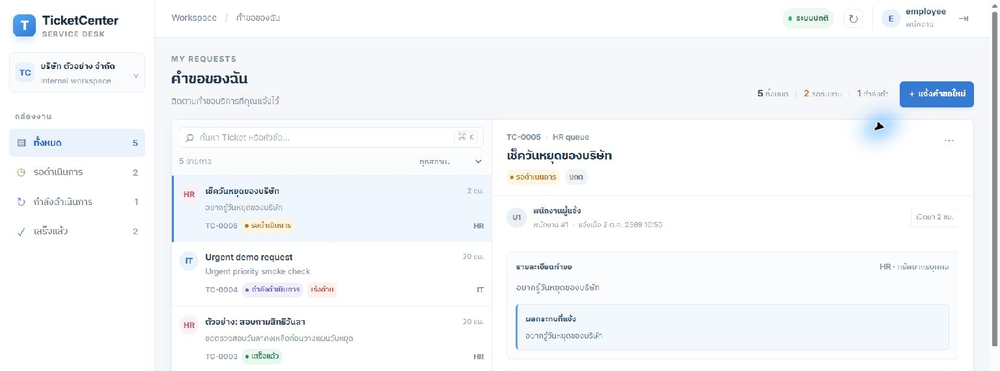 T TicketCenter
SERVICE DESK
TC บริษัท ตัวอย่าง จำกัด
Internal workspace
กล่องงาน
ทั้งหมด 5
รอดำเนินการ 2
กำลังดำเนินการ 1
เสร็จแล้ว 2
Workspace / คำขอของฉัน
ระบบปกติ
E employee
พนักงาน
MY REQUESTS
คำขอของฉัน
ติดตามคำขอบริการที่คุณแจ้งไว้
5 ทั้งหมด | 2 รอรับงาน | 1 กำลังทำ
+ แจ้งคำขอใหม่
ค้นหา Ticket หรือหัวข้อ... ⌘ K
5 รายการ ทุกสถานะ
HR เช็ควันหยุดของบริษัท 2 ชม.
อยากรู้วันหยุดของบริษัท
TC-0005 รอดำเนินการ HR
IT Urgent demo request 20 ชม.
Urgent priority smoke check
TC-0004 กำลังดำเนินการ เร่งด่วน IT
HR ตัวอย่าง: สอบถามสิทธิวันลา 20 ชม.
ขอตรวจสอบวันลาคงเหลือก่อนวางแผนวันหยุด
TC-0003 เสร็จแล้ว HR
TC-0005 · HR queue ...
เช็ควันหยุดของบริษัท
รอดำเนินการ ปกติ
U1 พนักงานผู้แจ้ง
พนักงาน #1 · แจ้งเมื่อ 2 ต.ค. 2569 10:50
เปิดมา 2 ชม.
รายละเอียดคำขอ HR · ทรัพยากรบุคคล
อยากรู้วันหยุดของบริษัท
ผลกระทบที่แจ้ง
อยากรู้วันหยุดของบริษัท